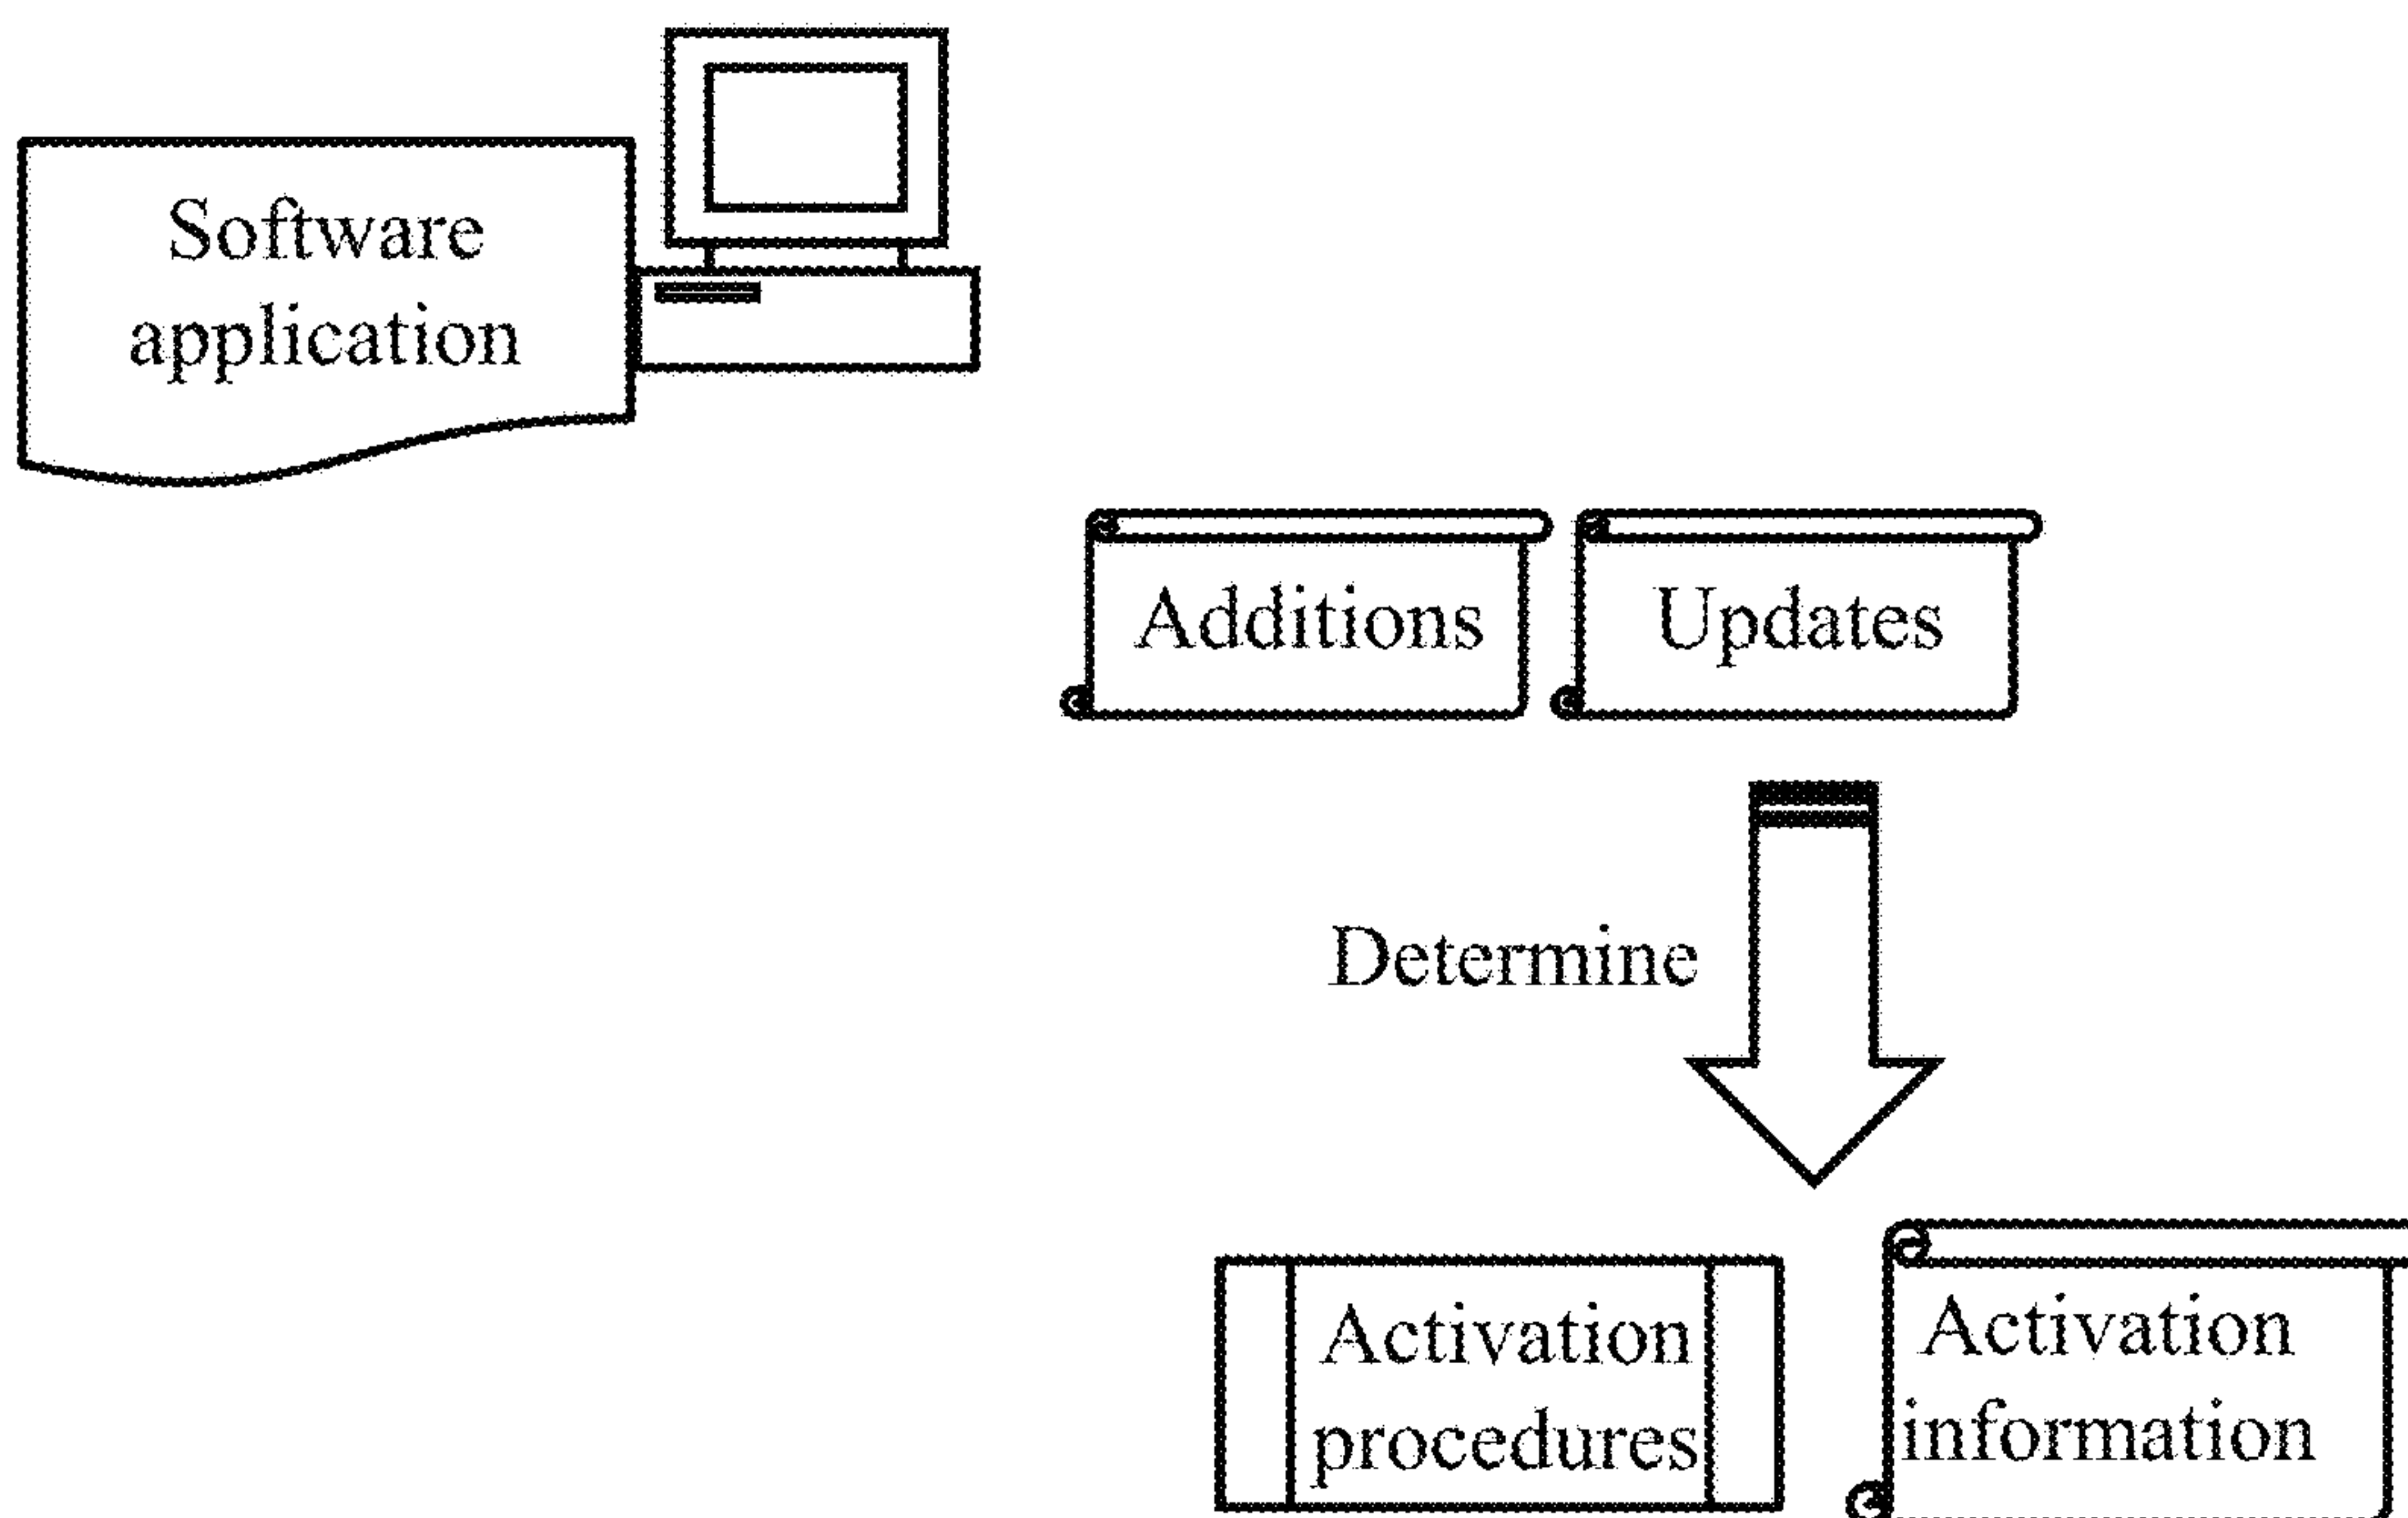 Software
application
Additions
Updates
Determine
Activation
procedures
Activation
information